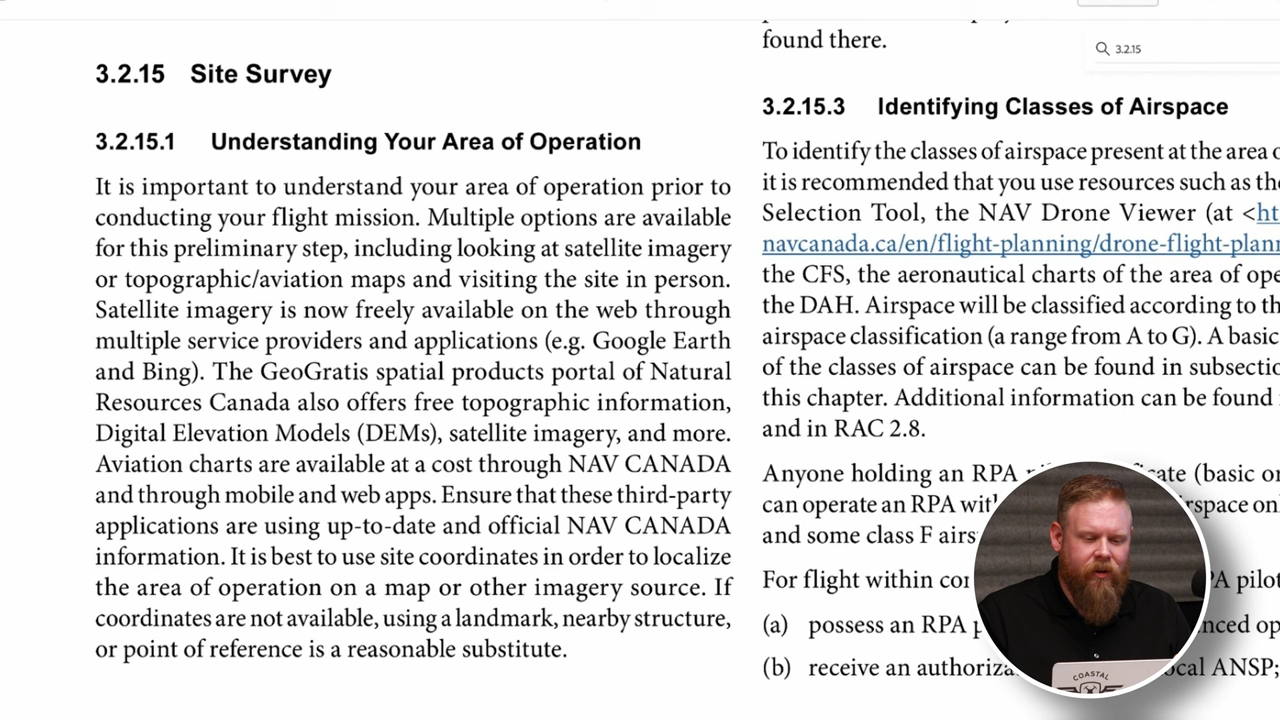 3.2.15 Site Survey
3.2.15.1 Understanding Your Area of Operation
It is important to understand your area of operation prior to
conducting your flight mission. Multiple options are available
for this preliminary step, including looking at satellite imagery
or topographic/aviation maps and visiting the site in person.
Satellite imagery is now freely available on the web through
multiple service providers and applications (e.g. Google Earth
and Bing). The GeoGratis spatial products portal of Natural
Resources Canada also offers free topographic information,
Digital Elevation Models (DEMs), satellite imagery, and more.
Aviation charts are available at a cost through NAV CANADA
and through mobile and web apps. Ensure that these third-party
applications are using up-to-date and official NAV CANADA
information. It is best to use site coordinates in order to localize
the area of operation on a map or other imagery source. If
coordinates are not available, using a landmark, nearby structure,
or point of reference is a reasonable substitute.
found there.
3.2.15
3.2.15.3 Identifying Classes of Airspace
To identify the classes of airspace present at the area
it is recommended that you use resources such as
Selection Tool, the NAV Drone Viewer (at <ht
navcanada.ca/en/flight-planning/drone-flight-plan
the CFS, the aeronautical charts of the area of
the DAH. Airspace will be classified according to
airspace classification (a range from A to G). A basic
of the classes of airspace can be found in
this chapter. Additional information can be found
and in RAC 2.8.
Anyone holding an RPA (basic
can operate an RPA
and some class F
For flight within
(a) possess an RPA
(b) receive an ANSP;
COASTAL